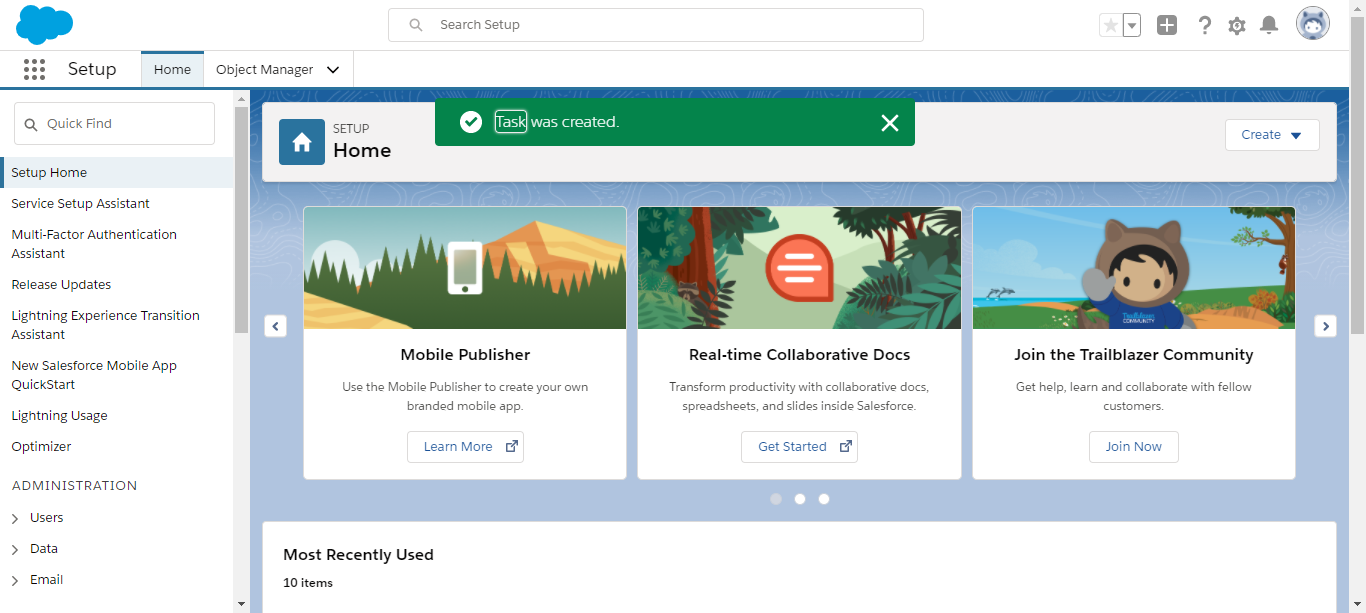 Search Setup
Setup
Home
Object Manager
Quick Find
Setup Home
Service Setup Assistant
Multi-Factor Authentication
Assistant
Release Updates
Lightning Experience Transition
Assistant
New Salesforce Mobile App
QuickStart
Lightning Usage
Optimizer
ADMINISTRATION
Users
Data
Email
Task was created.
SETUP
Home
Create
Mobile Publisher
Use the Mobile Publisher to create your own
branded mobile app.
Learn More
Real-time Collaborative Docs
Transform productivity with collaborative docs,
spreadsheets, and slides inside Salesforce.
Get Started
Trailblazer
COMMUNITY
Join the Trailblazer Community
Get help, learn and collaborate with fellow
customers.
Join Now
Most Recently Used
10 items